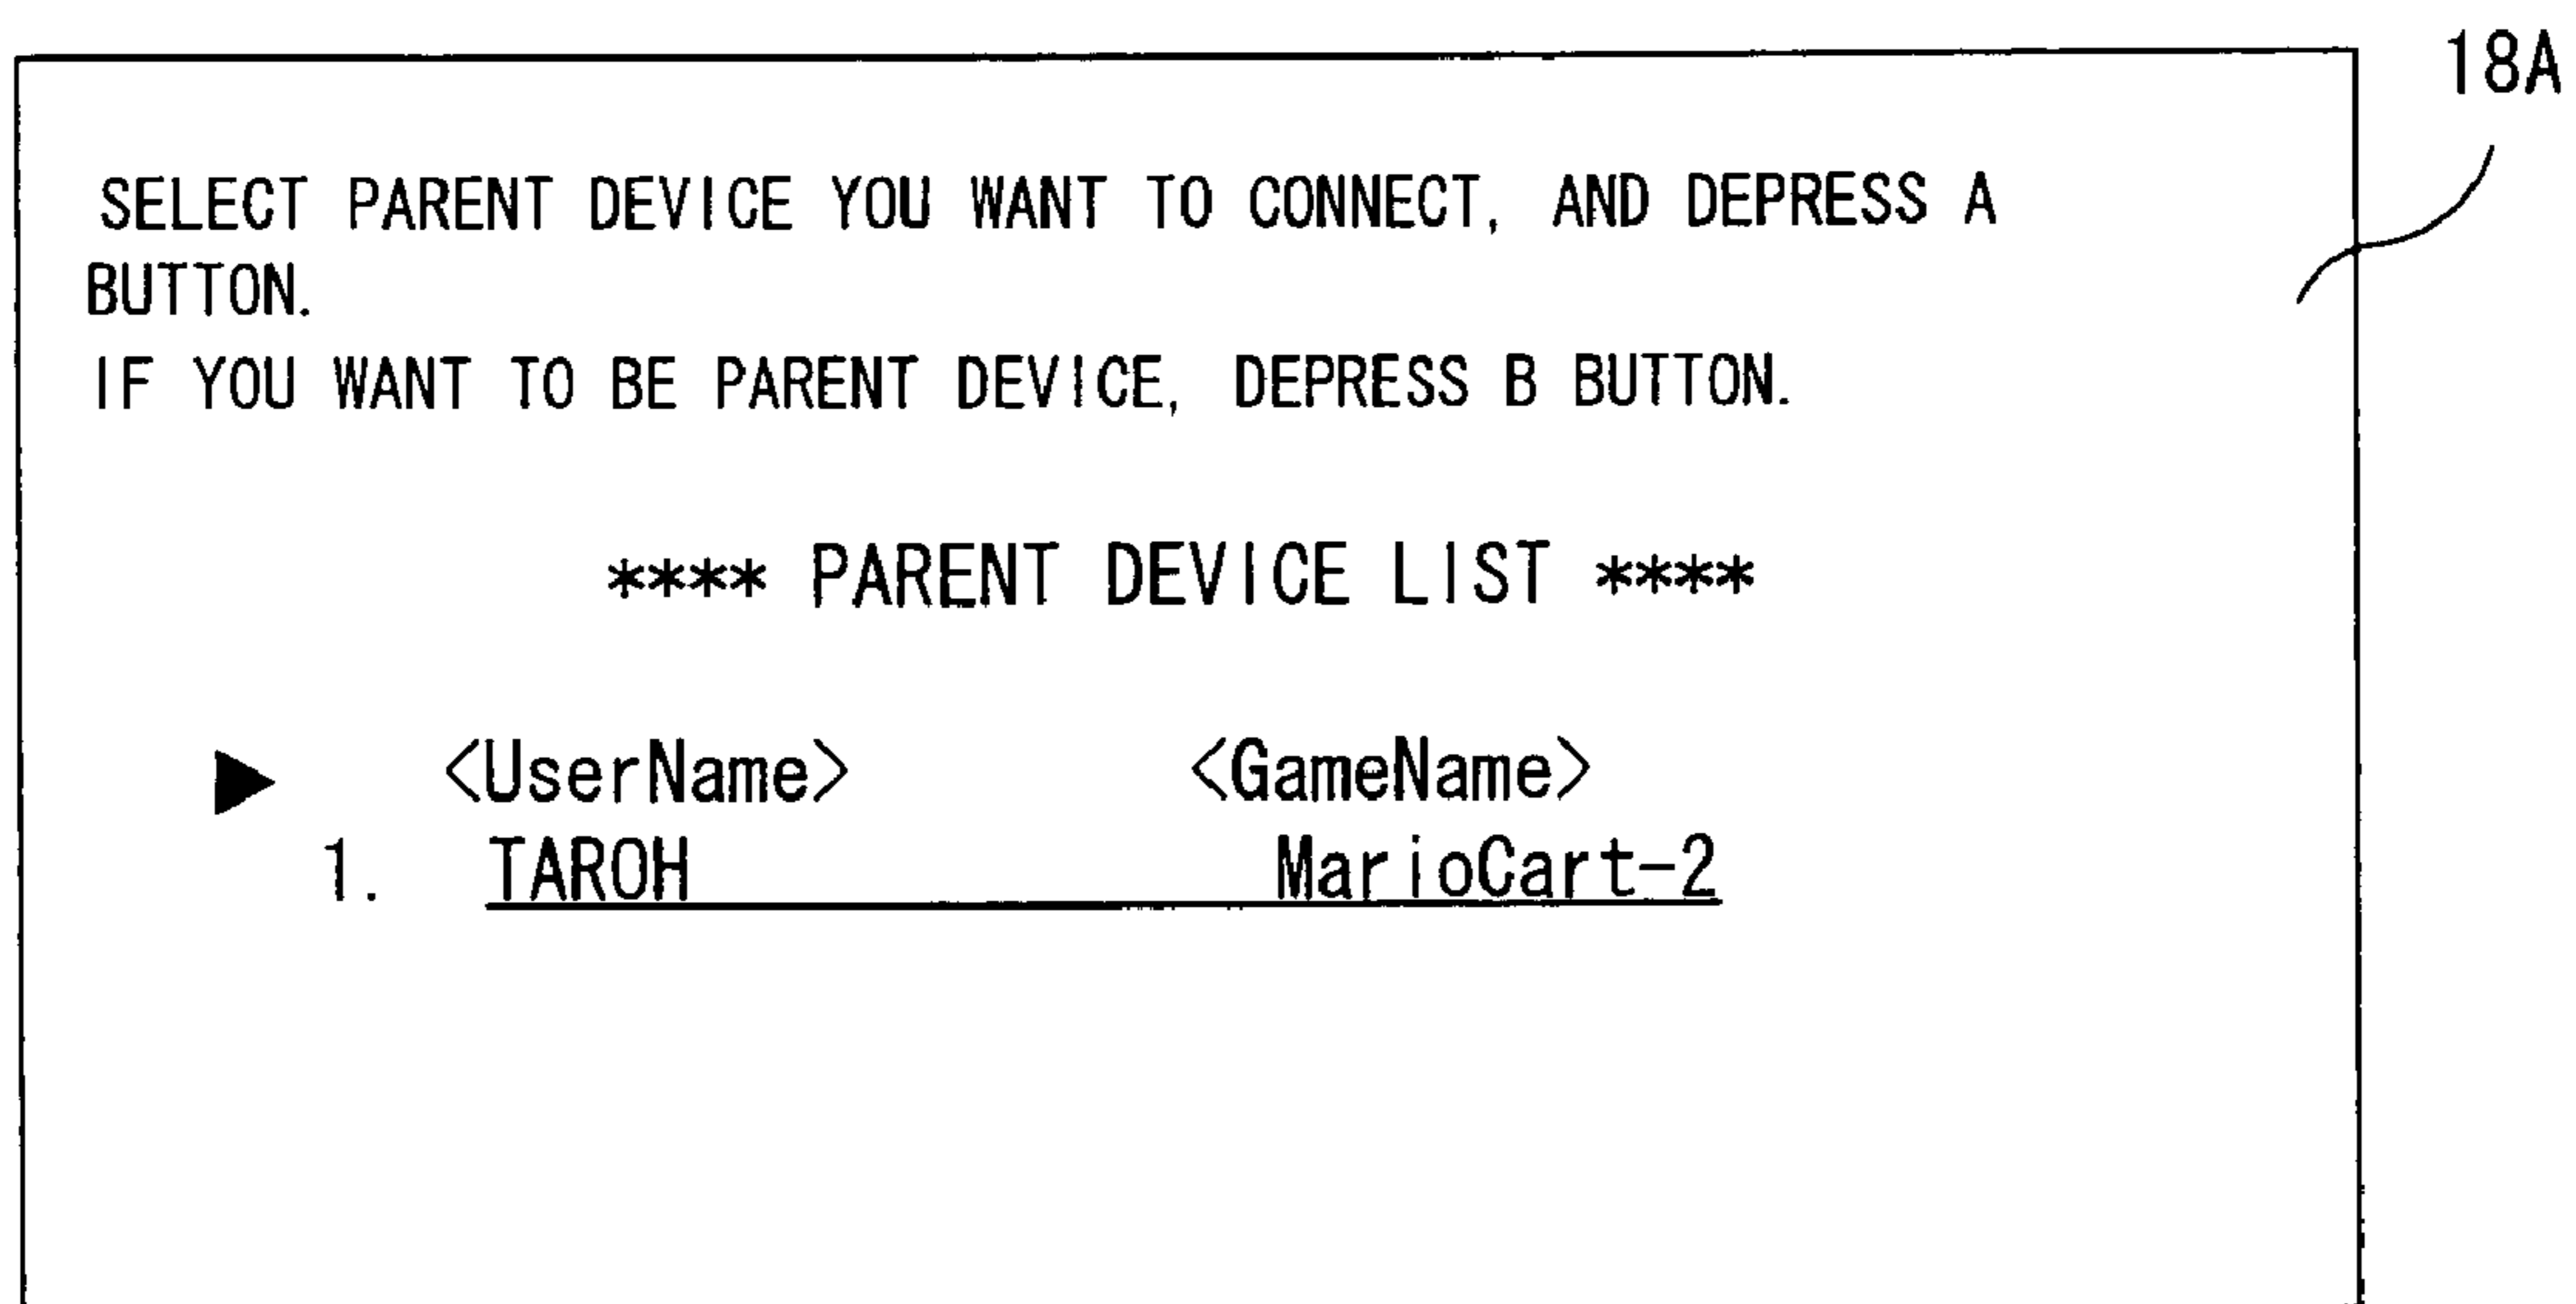 18A
SELECT PARENT DEVICE YOU WANT TO CONNECT, AND DEPRESS A
BUTTON.
IF YOU WANT TO BE PARENT DEVICE, DEPRESS B BUTTON.
**** PARENT DEVICE LIST ****
<UserName> <GameName>
1. TAROH MarioCart-2